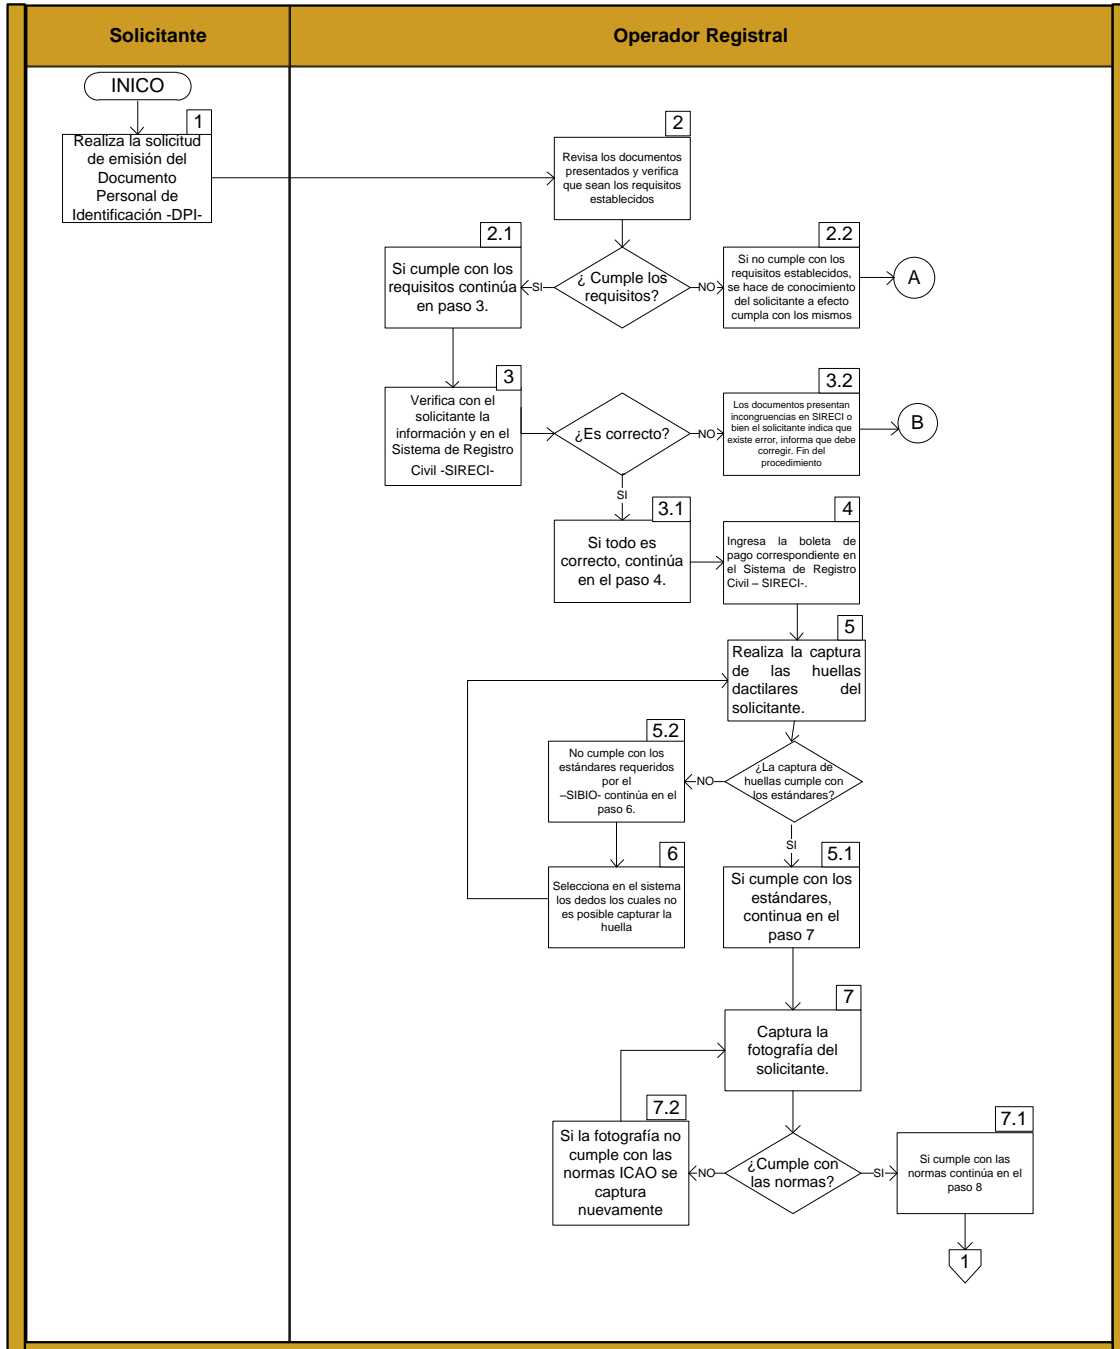 Solicitante
Operador Registral
INICO
1
Realiza la solicitud
de emisión del
Documento
Personal de
Identificación -DPI-
2
Revisa los documentos
presentados y verifica
que sean los requisitos
establecidos
2.1
Si cumple con los
requisitos continúa
en paso 3.
SI
¿ Cumple los
requisitos?
NO
2.2
Si no cumple con los
requisitos establecidos,
se hace de conocimiento
del solicitante a efecto
cumpla con los mismos
A
3
Verifica con el
solicitante la
información y en el
Sistema de Registro
Civil -SIRECI-
¿Es correcto?
NO
3.2
Los documentos presentan
incongruencias en SIRECI o
bien el solicitante indica que
existe error, informa que debe
corregir. Fin del
procedimiento
B
SI
3.1
Si todo es
correcto, continúa
en el paso 4.
4
Ingresa la boleta de
pago correspondiente en
el Sistema de Registro
Civil – SIRECI-.
5
Realiza la captura
de las huellas
dactilares del
solicitante.
5.2
No cumple con los
estándares requeridos
por el
–SIBIO- continúa en el
paso 6.
NO
¿La captura de
huellas cumple con
los estándares?
SI
6
Selecciona en el sistema
los dedos los cuales no
es posible capturar la
huella
5.1
Si cumple con los
estándares,
continua en el
paso 7
7
Captura la
fotografía del
solicitante.
7.2
Si la fotografía no
cumple con las
normas ICAO se
captura
nuevamente
NO
¿Cumple con
las normas?
SI
7.1
Si cumple con las
normas continúa en el
paso 8
1